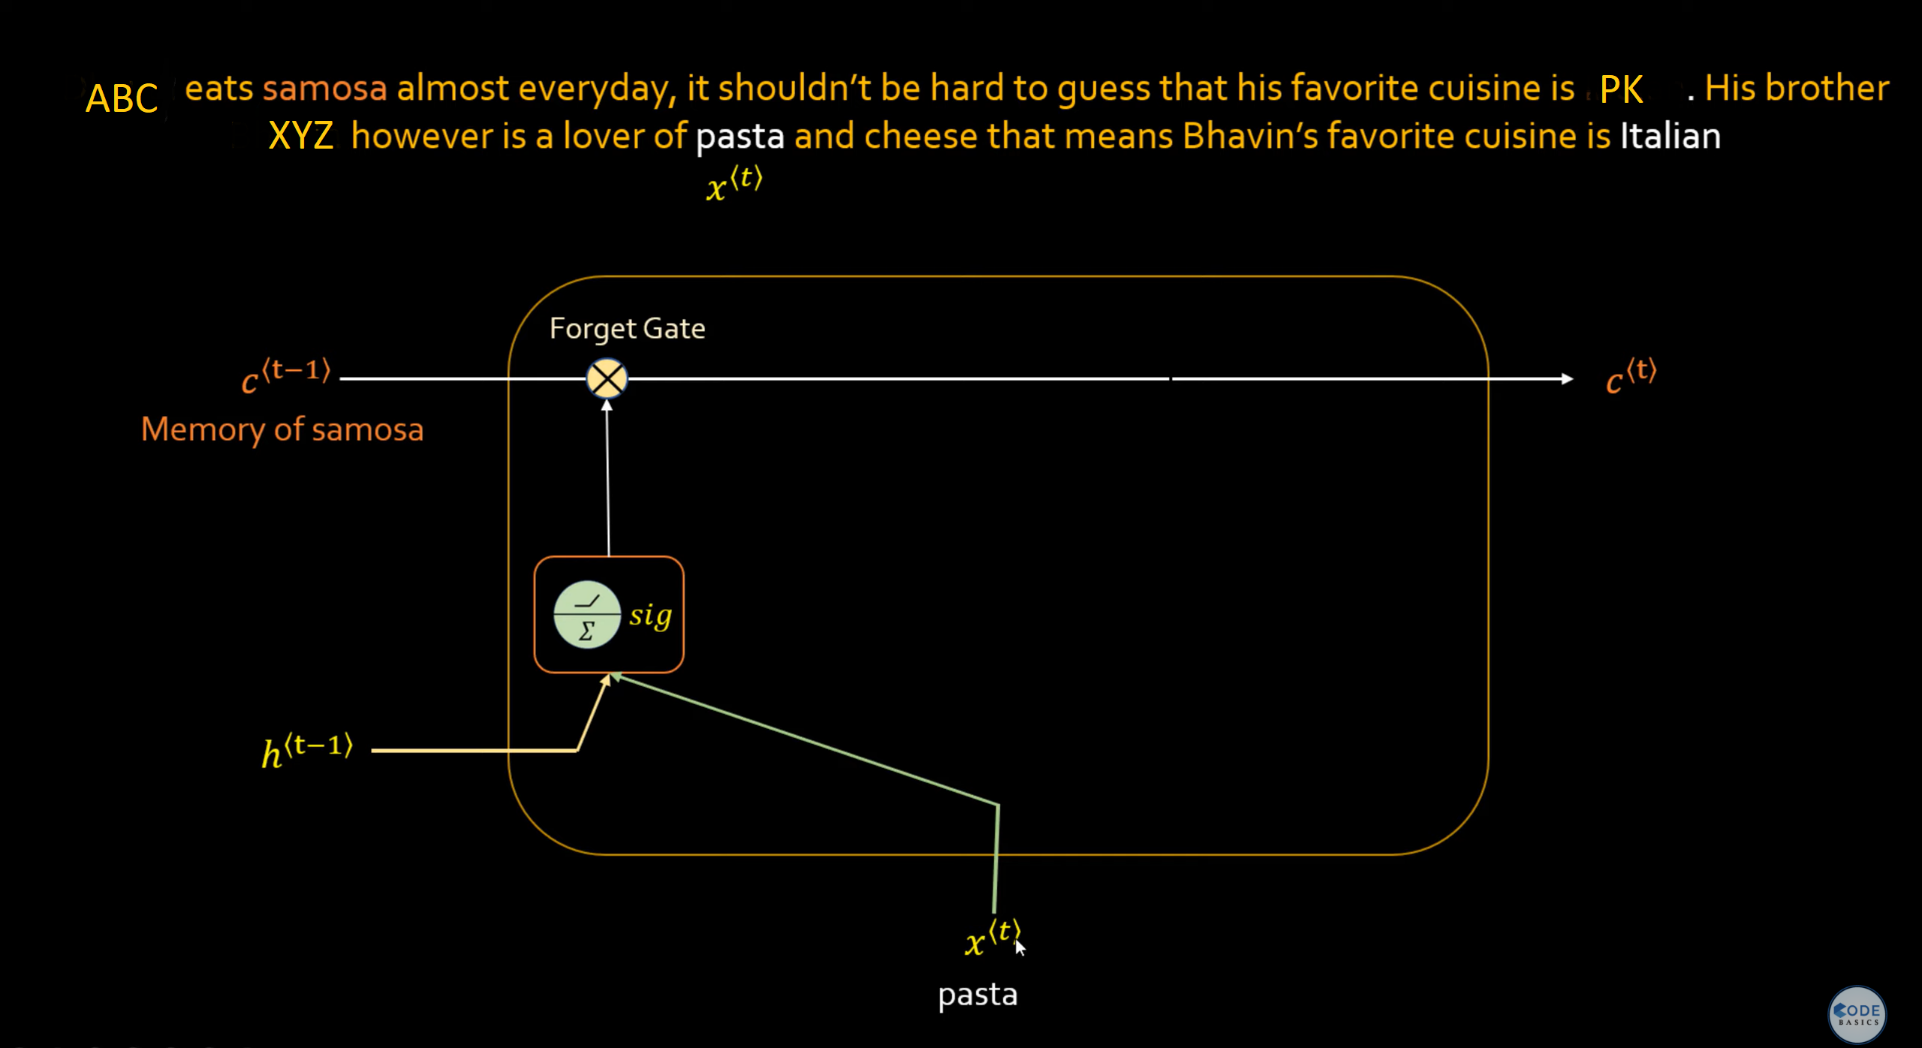 ABC eats samosa almost everyday, it shouldn't be hard to guess that his favorite cuisine is PK . His brother
XYZ however is a lover of pasta and cheese that means Bhavin's favorite cuisine is Italian
x⟨t⟩
Forget Gate
c⟨t−1⟩
c⟨t⟩
Memory of samosa
Σ
sig
h⟨t−1⟩
x⟨t⟩
pasta
CODE
BASICS